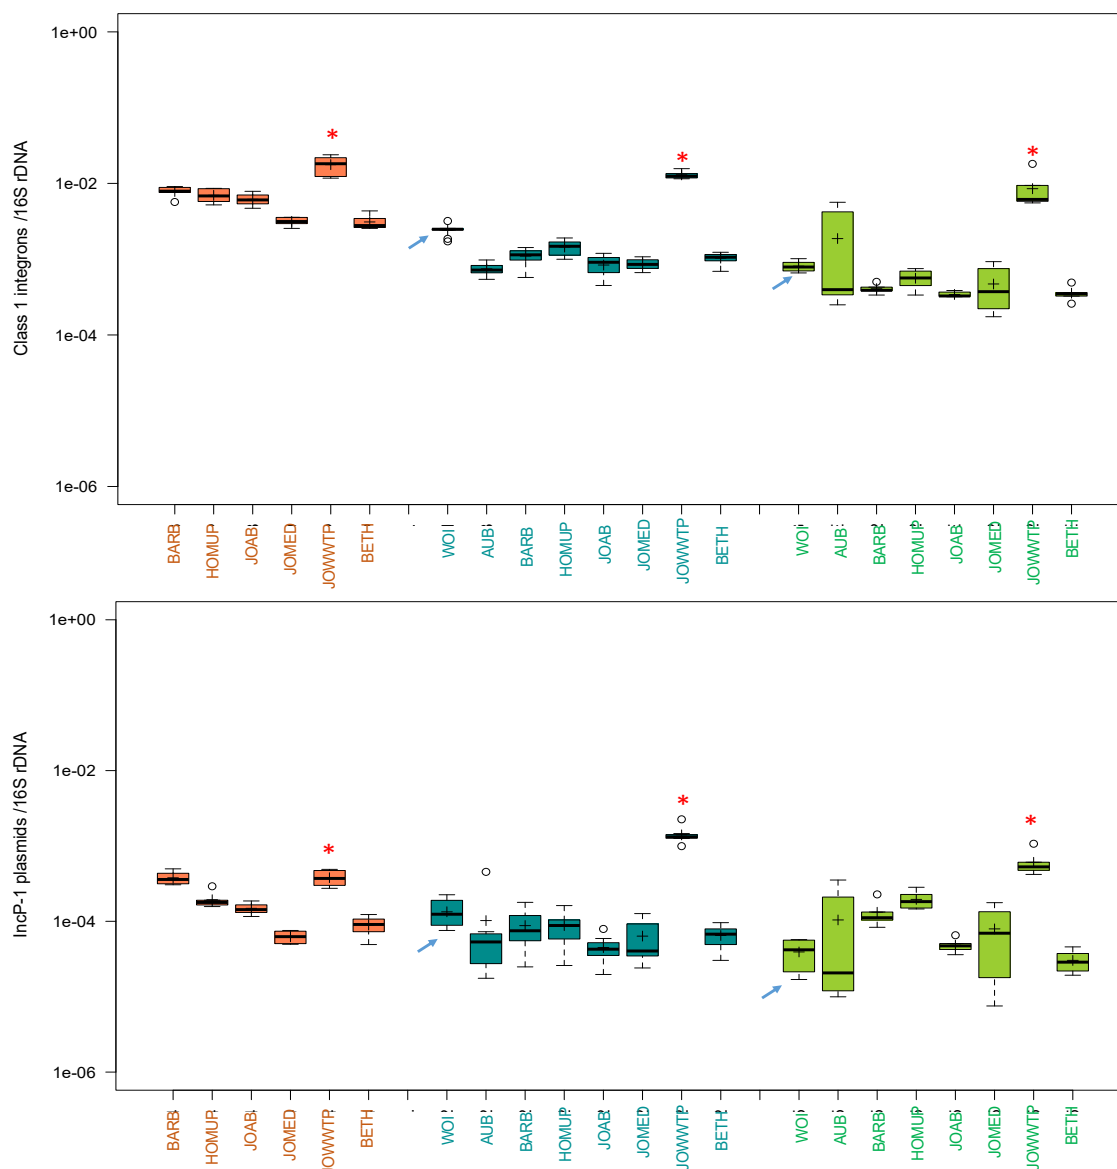 1e+00
1e-02
1e-04
1e-06
Class 1 integrons /16S rDNA
*
*
*
BARB HOMUP JOAB JOMED JOWWTP BETH WOI AUB BARB HOMUP JOAB JOMED JOWWTP BETH WOI AUB BARB HOMUP JOAB JOMED JOWWTP BETH
1e+00
1e-02
1e-04
1e-06
IncP-1 plasmids /16S rDNA
*
*
*
BARB HOMUP JOAB JOMED JOWWTP BETH WOI AUB BARB HOMUP JOAB JOMED JOWWTP BETH WOI AUB BARB HOMUP JOAB JOMED JOWWTP BETH